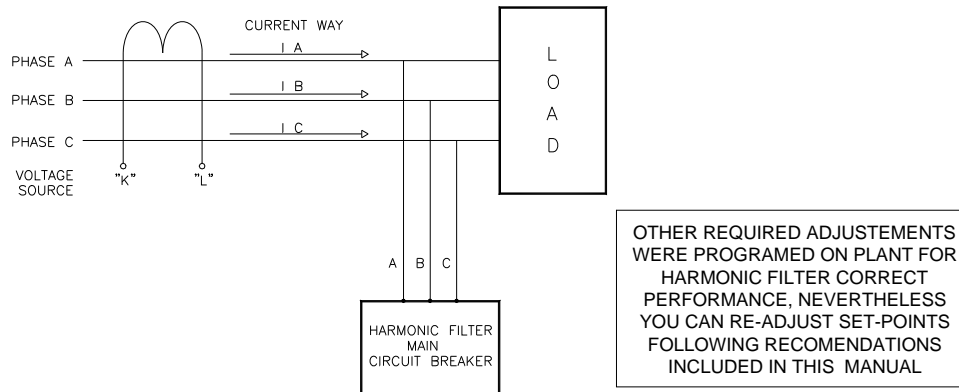 CURRENT WAY
I A
PHASE A
I B
PHASE B
I C
PHASE C
VOLTAGE
SOURCE
"K"
"L"
L
O
A
D
A B C
HARMONIC FILTER
MAIN
CIRCUIT BREAKER
OTHER REQUIRED ADJUSTEMENTS
WERE PROGRAMED ON PLANT FOR
HARMONIC FILTER CORRECT
PERFORMANCE, NEVERTHELESS
YOU CAN RE-ADJUST SET-POINTS
FOLLOWING RECOMENDATIONS
INCLUDED IN THIS MANUAL